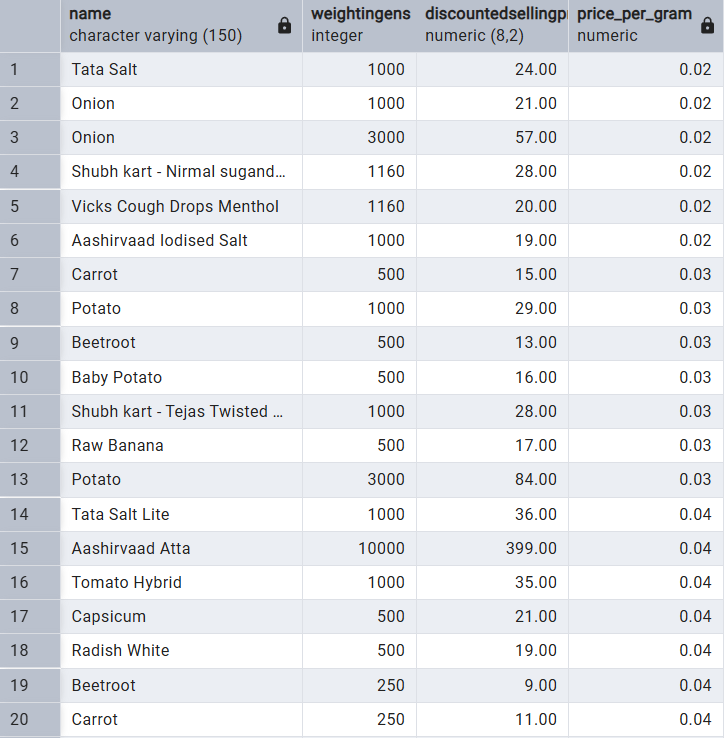 name weightingens discountedsellingp price_per_gram
character varying (150) integer numeric (8,2) numeric
1 Tata Salt 1000 24.00 0.02
2 Onion 1000 21.00 0.02
3 Onion 3000 57.00 0.02
4 Shubh kart - Nirmal sugand… 1160 28.00 0.02
5 Vicks Cough Drops Menthol 1160 20.00 0.02
6 Aashirvaad Iodised Salt 1000 19.00 0.02
7 Carrot 500 15.00 0.03
8 Potato 1000 29.00 0.03
9 Beetroot 500 13.00 0.03
10 Baby Potato 500 16.00 0.03
11 Shubh kart - Tejas Twisted … 1000 28.00 0.03
12 Raw Banana 500 17.00 0.03
13 Potato 3000 84.00 0.03
14 Tata Salt Lite 1000 36.00 0.04
15 Aashirvaad Atta 10000 399.00 0.04
16 Tomato Hybrid 1000 35.00 0.04
17 Capsicum 500 21.00 0.04
18 Radish White 500 19.00 0.04
19 Beetroot 250 9.00 0.04
20 Carrot 250 11.00 0.04